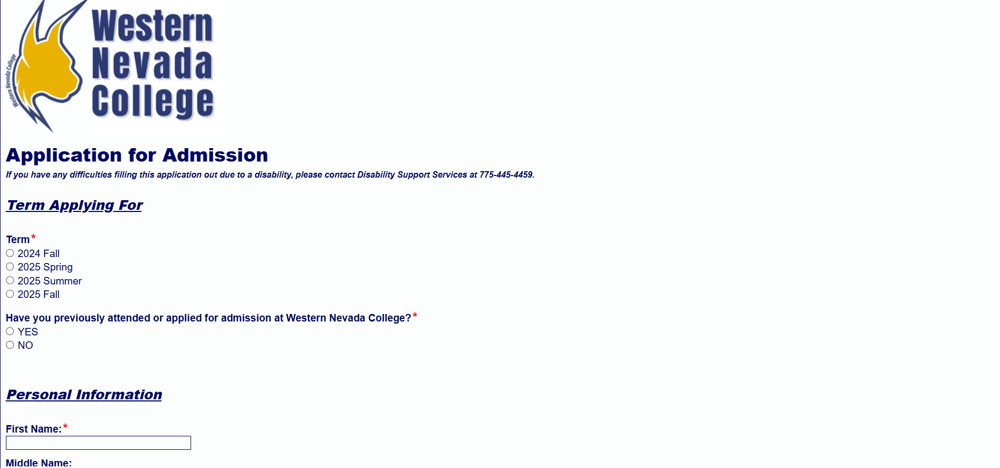 Western
Nevada
College
Western Nevada College
Application for Admission
If you have any difficulties filling this application out due to a disability, please contact Disability Support Services at 775-445-4459.
Term Applying For
Term*
2024 Fall
2025 Spring
2025 Summer
2025 Fall
Have you previously attended or applied for admission at Western Nevada College?*
YES
NO
Personal Information
First Name:*
Middle Name: